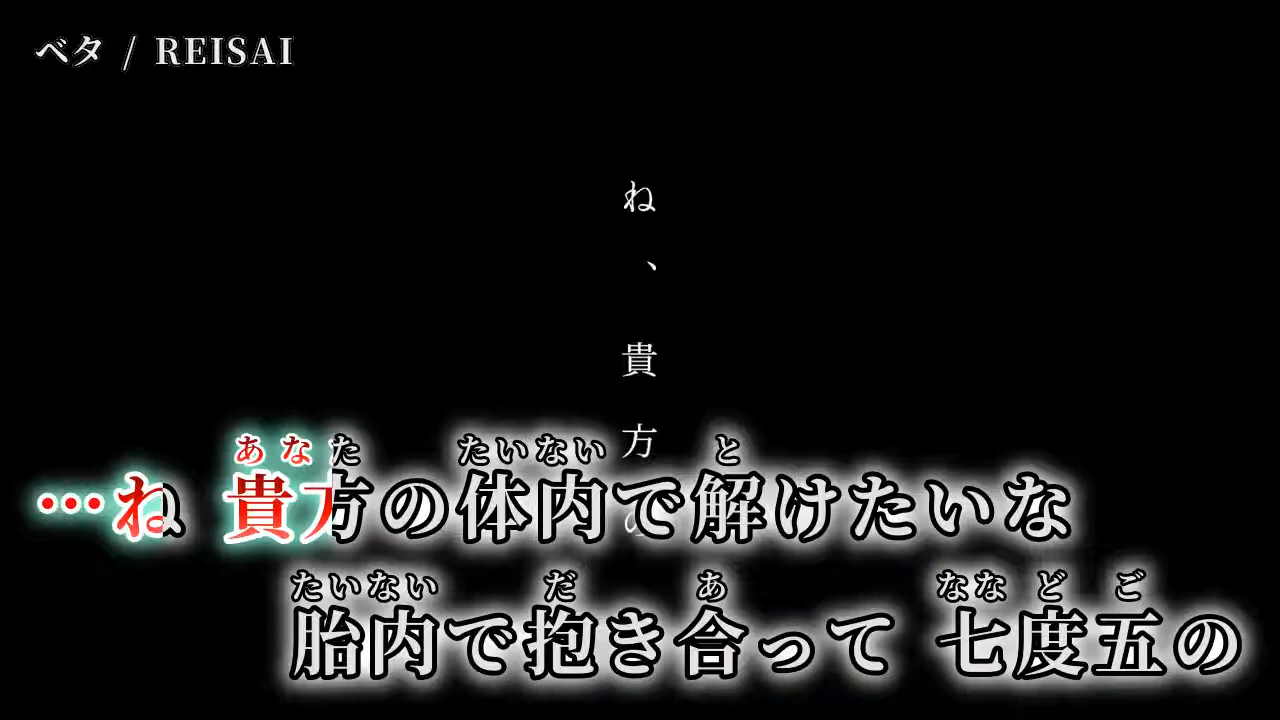 ベタ / REISAI
ね、貴方の
あなた たいない と
…ね 貴方の体内で解けたいな
たいない だ あ なな ど ご
胎内で抱き合って 七度五の